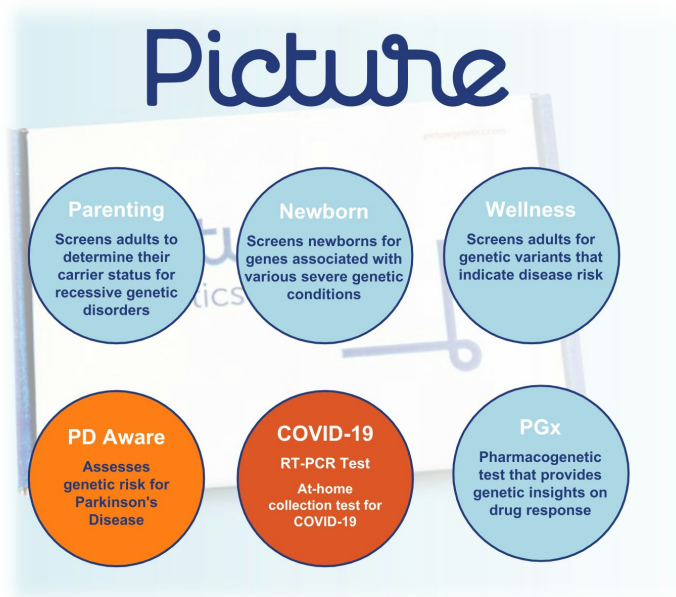 Picture
Parenting
Screens adults to
determine their
carrier status for
recessive genetic
disorders
Newborn
Screens newborns for
genes associated with
various severe genetic
conditions
Wellness
Screens adults for
genetic variants that
indicate disease risk
PD Aware
Assesses
genetic risk for
Parkinson's
Disease
COVID-19
RT-PCR Test
At-home
collection test for
COVID-19
PGx
Pharmacogenetic
test that provides
genetic insights on
drug response